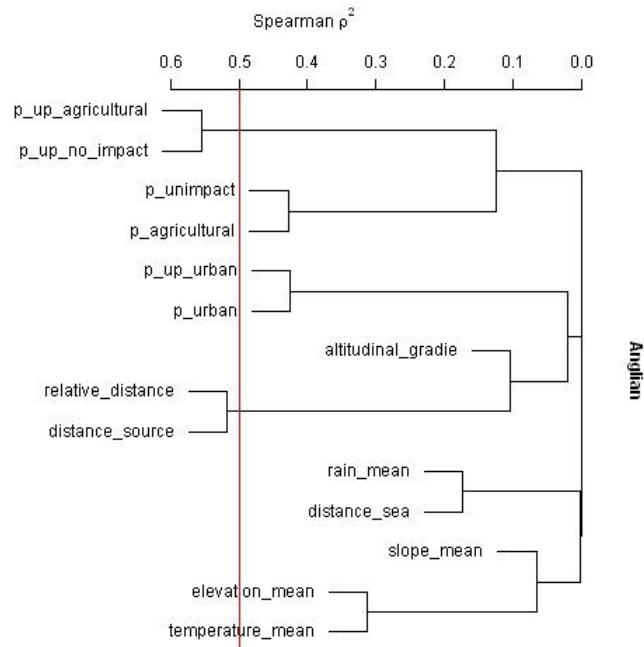 Spearman ρ²
0.6 0.5 0.4 0.3 0.2 0.1 0.0
p_up_agricultural
p_up_no_impact
p_unimpact
p_agricultural
p_up_urban
p_urban
altitudinal_gradie
relative_distance
distance_source
rain_mean
distance_sea
slope_mean
elevation_mean
temperature_mean
Anglian